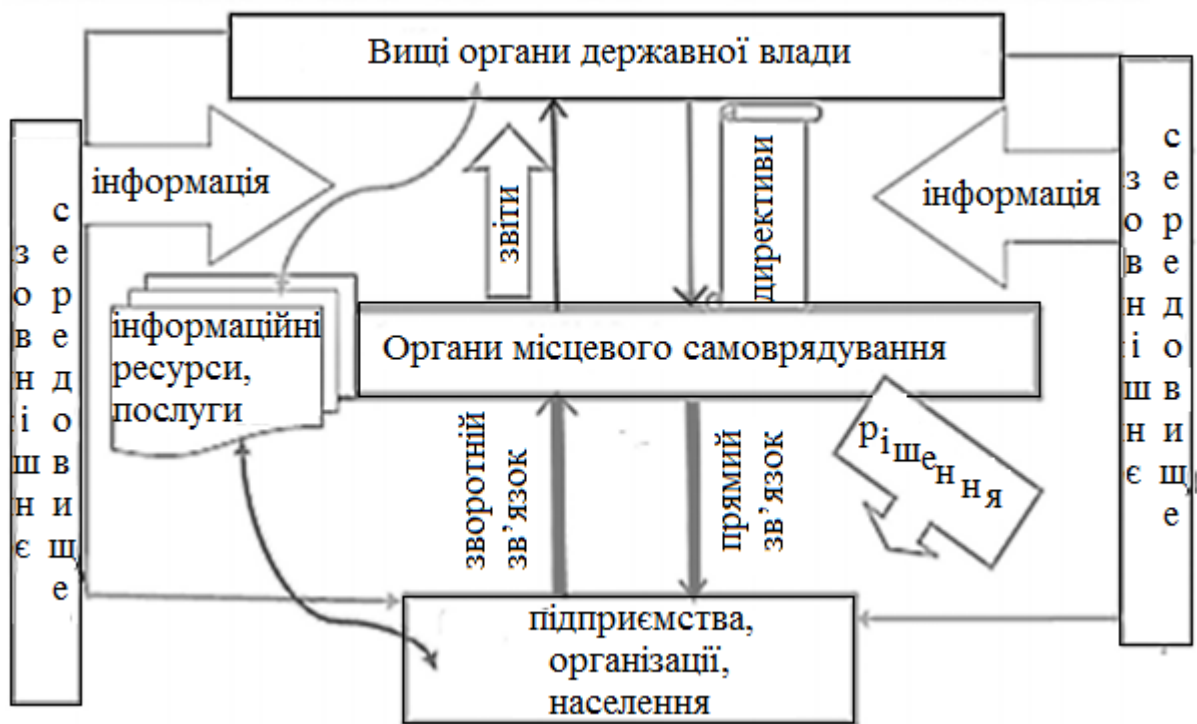 Вищі органи державної влади
інформація
звіти
директиви
інформація
зовнішнє
середовище
зовнішнє
середовище
інформаційні
ресурси,
послуги
Органи місцевого самоврядування
зворотній
зв’язок
прямий
зв’язок
рішення
підприємства,
організації,
населення